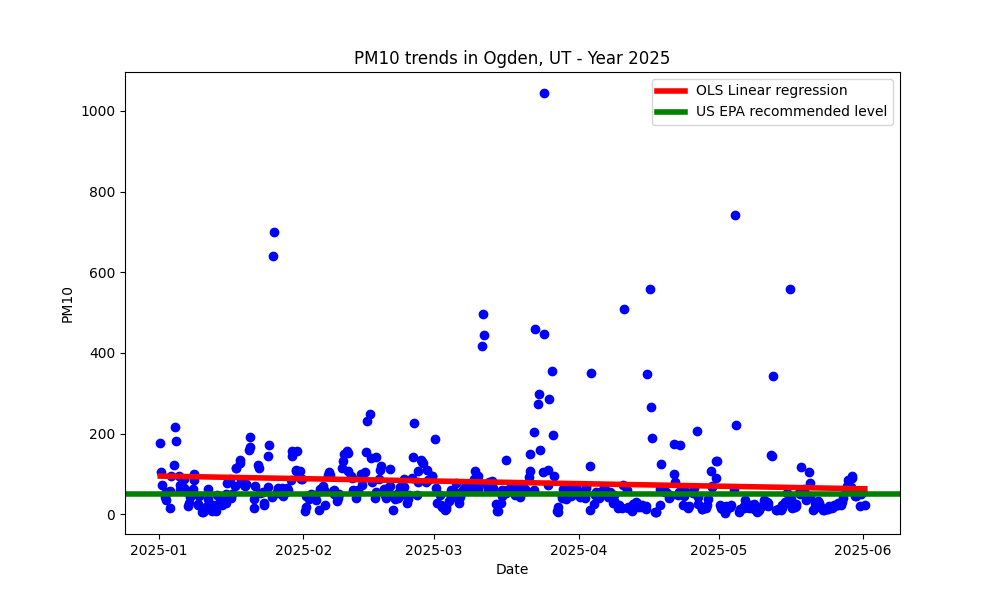 PM10 trends in Ogden, UT - Year 2025
OLS Linear regression
US EPA recommended level
PM10
1000
800
600
400
200
0
2025-01
2025-02
2025-03
2025-04
2025-05
2025-06
Date